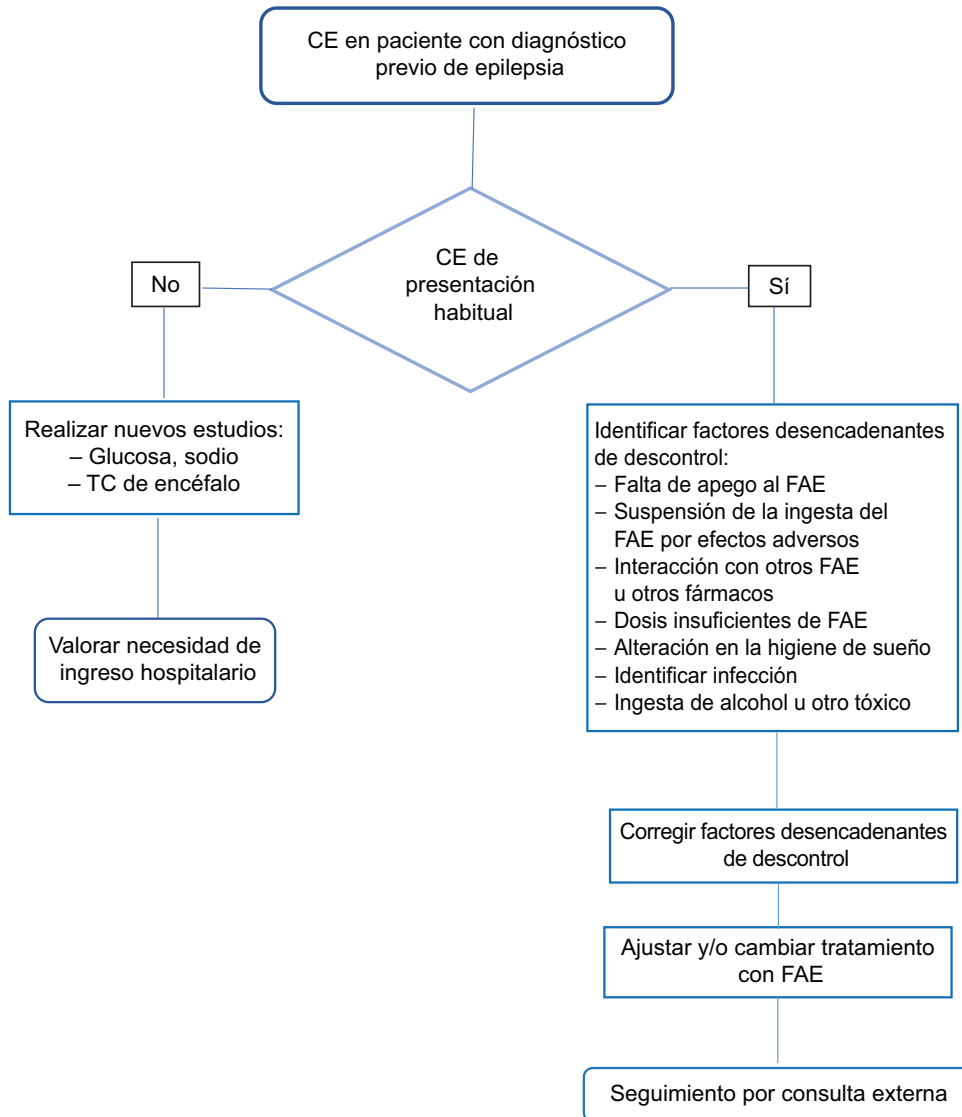 CE en paciente con diagnóstico
previo de epilepsia
CE de
presentación
habitual
No
Sí
Realizar nuevos estudios:
– Glucosa, sodio
– TC de encéfalo
Valorar necesidad de
ingreso hospitalario
Identificar factores desencadenantes
de descontrol:
– Falta de apego al FAE
– Suspensión de la ingesta del
FAE por efectos adversos
– Interacción con otros FAE
u otros fármacos
– Dosis insuficientes de FAE
– Alteración en la higiene de sueño
– Identificar infección
– Ingesta de alcohol u otro tóxico
Corregir factores desencadenantes
de descontrol
Ajustar y/o cambiar tratamiento
con FAE
Seguimiento por consulta externa